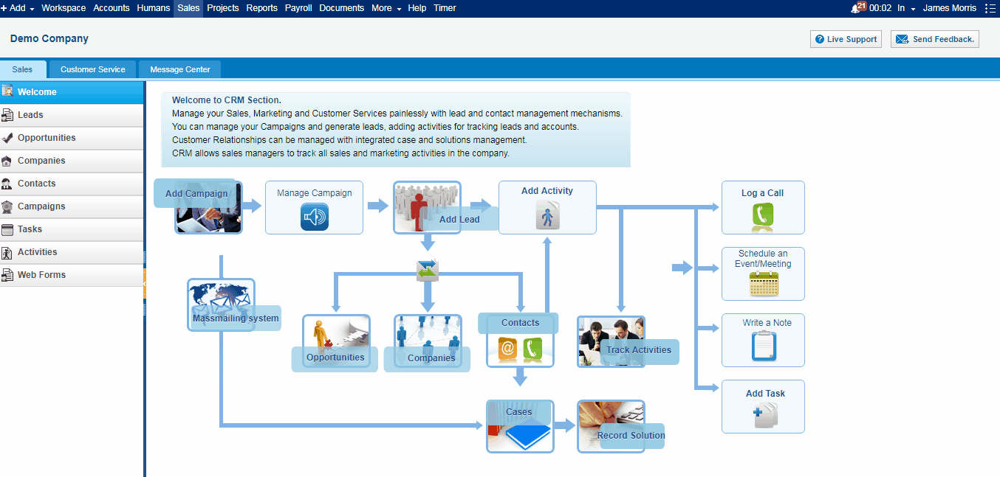 + Add Workspace Accounts Humans Sales Projects Reports Payroll Documents More Help Timer 21 00:02 In James Morris
Demo Company
? Live Support Send Feedback.
Sales Customer Service Message Center
Welcome
Leads
Opportunities
Companies
Contacts
Campaigns
Tasks
Activities
Web Forms
Welcome to CRM Section.
Manage your Sales, Marketing and Customer Services painlessly with lead and contact management mechanisms.
You can manage your Campaigns and generate leads, adding activities for tracking leads and accounts.
Customer Relationships can be managed with integrated case and solutions management.
CRM allows sales managers to track all sales and marketing activities in the company.
Add Campaign
Manage Campaign
Add Lead
Add Activity
Log a Call
Schedule an
Event/Meeting
Massmailing system
Opportunities
Companies
Contacts
@
Track Activities
Write a Note
Add Task
Cases
Record Solution